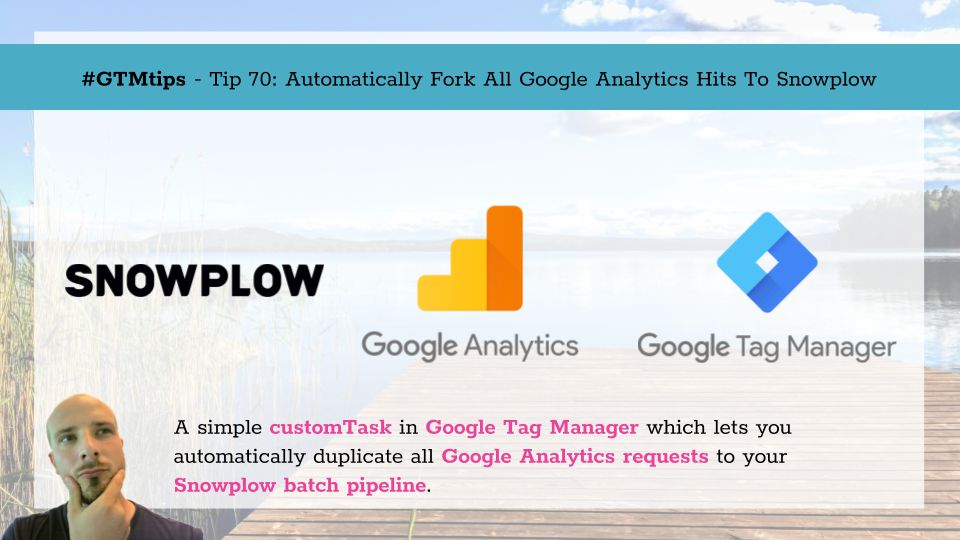 #GTMtips - Tip 70: Automatically Fork All Google Analytics Hits To Snowplow
SNOWPLOW
Google Analytics
Google Tag Manager
A simple customTask in Google Tag Manager which lets you
automatically duplicate all Google Analytics requests to your
Snowplow batch pipeline.